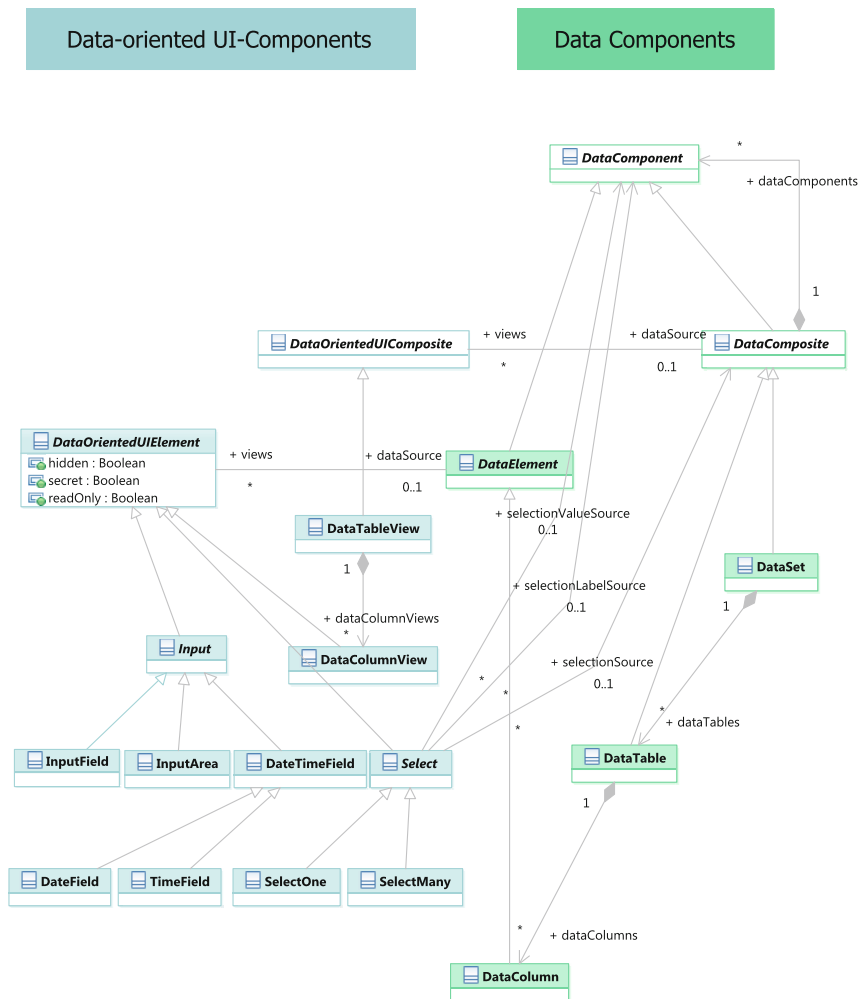 Data-oriented UI-Components
Data Components
DataComponent
*
+ dataComponents
1
DataOrientedUIComposite
+ views
*
+ dataSource
0..1
DataComposite
DataOrientedUIElement
hidden : Boolean
secret : Boolean
readOnly : Boolean
+ views
*
+ dataSource
0..1
DataElement
DataTableView
+ selectionValueSource
0..1
1
DataSet
+ selectionLabelSource
0..1
1
+ dataColumnViews
*
Input
DataColumnView
+ selectionSource
0..1
*
*
*
+ dataTables
*
InputField
InputArea
DateTimeField
Select
DataTable
1
DateField
TimeField
SelectOne
SelectMany
*
+ dataColumns
DataColumn